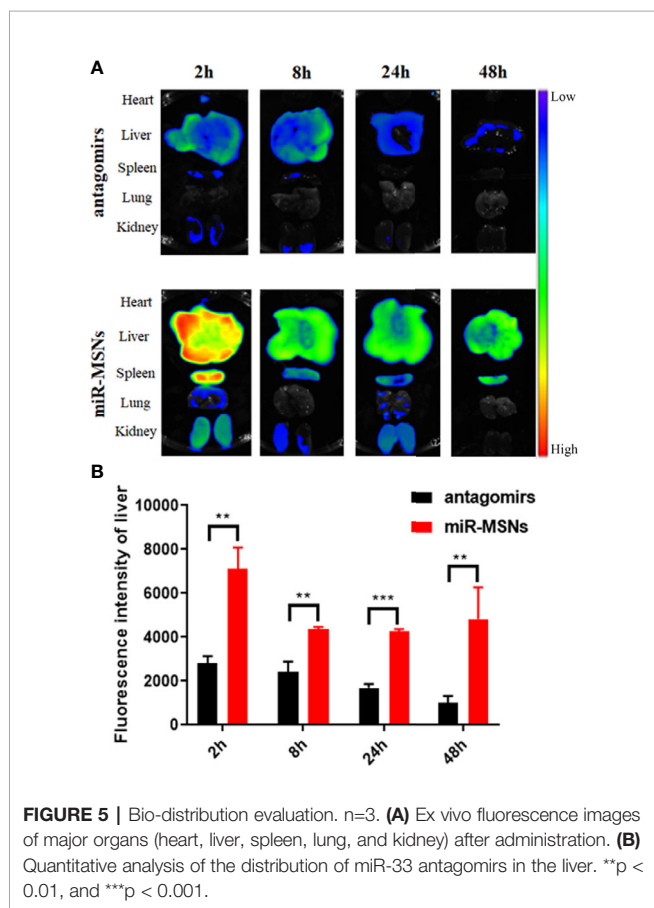 A
2h 8h 24h 48h
antagomirs
Heart
Liver
Spleen
Lung
Kidney
miR-MSNs
Heart
Liver
Spleen
Lung
Kidney
Low
High
B
Fluorescence intensity of liver
10000
8000
6000
4000
2000
0
antagomirs
miR-MSNs
**
**
***
**
2h 8h 24h 48h
FIGURE 5 | Bio-distribution evaluation. n=3. (A) Ex vivo fluorescence images
of major organs (heart, liver, spleen, lung, and kidney) after administration. (B)
Quantitative analysis of the distribution of miR-33 antagomirs in the liver. **p <
0.01, and ***p < 0.001.